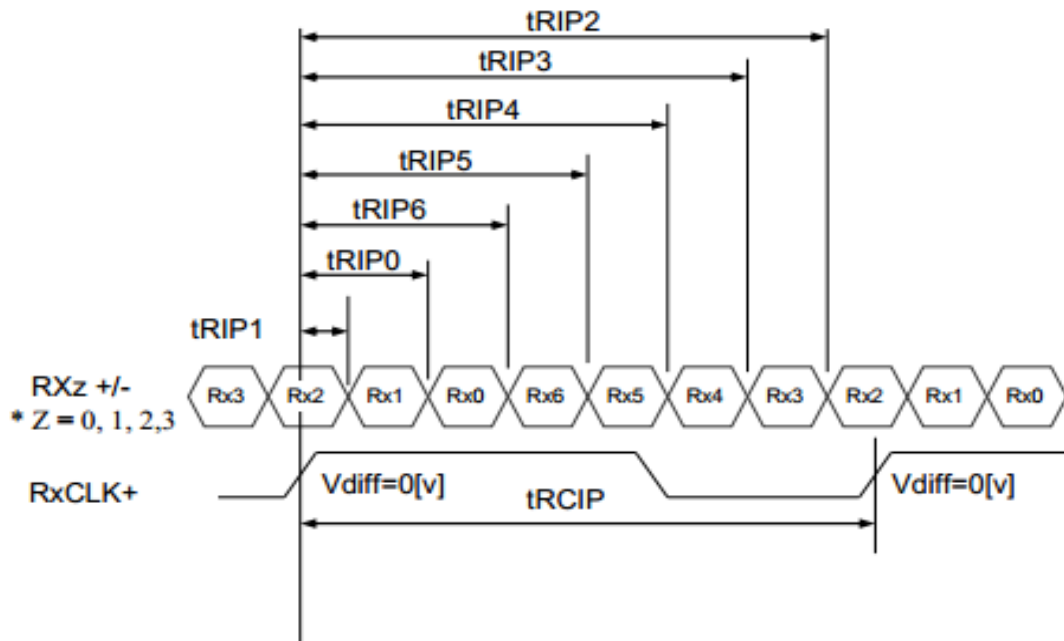 tRIP2
tRIP3
tRIP4
tRIP5
tRIP6
tRIP0
tRIP1
RXz +/-
* Z = 0, 1, 2,3
Rx3 Rx2 Rx1 Rx0 Rx6 Rx5 Rx4 Rx3 Rx2 Rx1 Rx0
RxCLK+
Vdiff=0[v]
tRCIP
Vdiff=0[v]